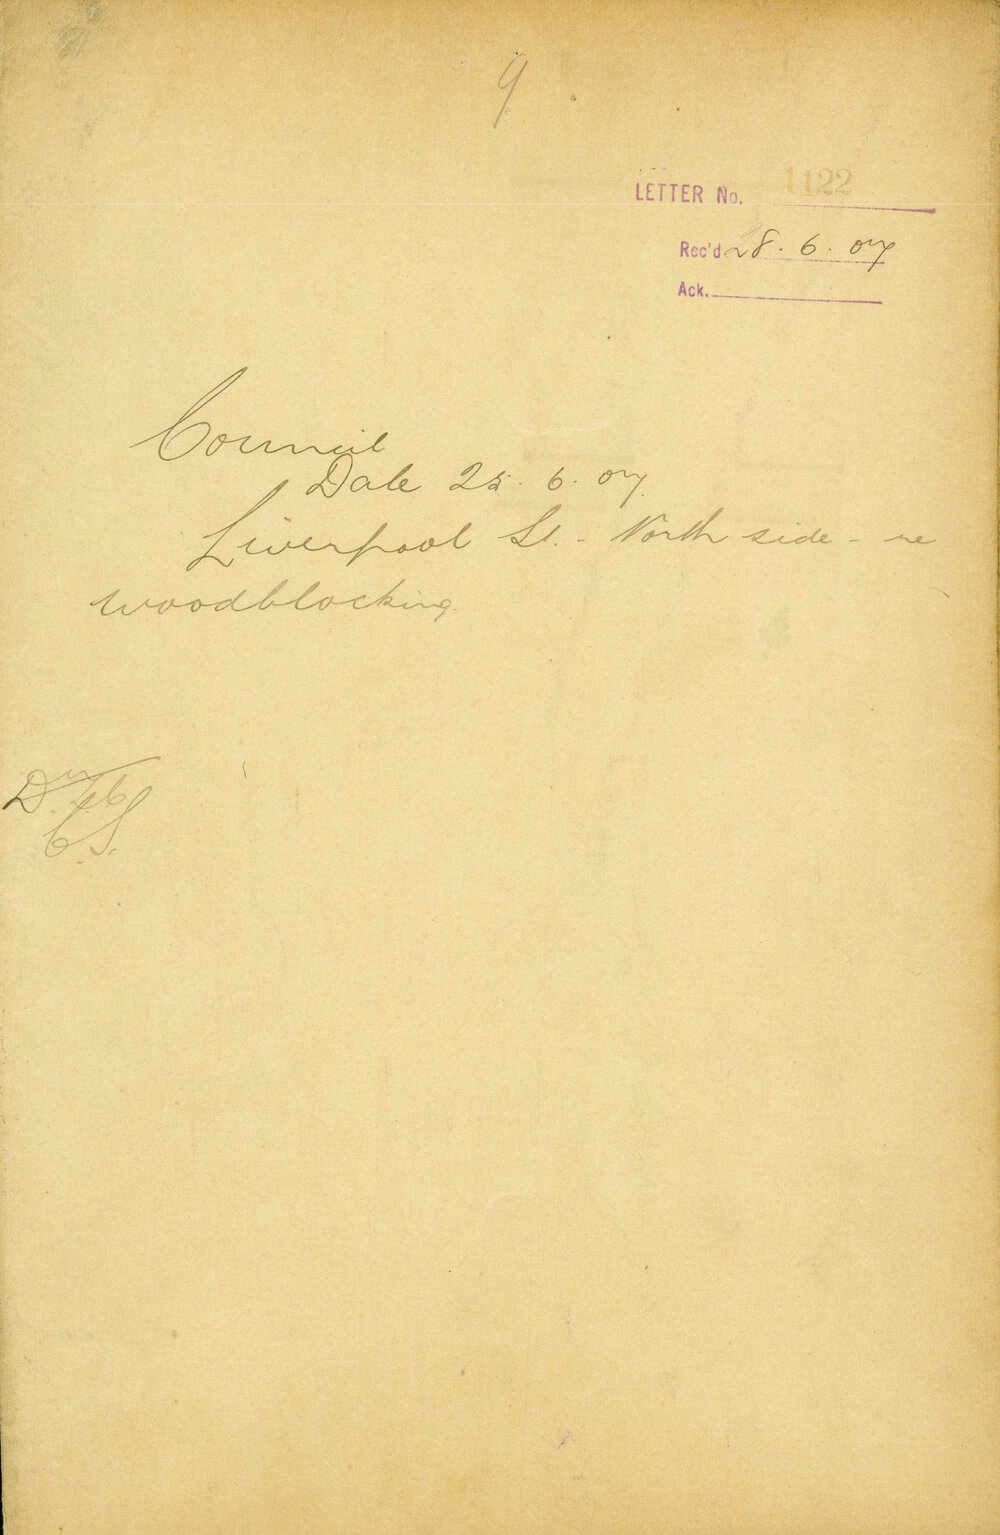 9
LETTER No. 1122
Rec'd 28. 6. 07
Ack.
Council
Date 25. 6. 07
Liverpool St. - North side - re
woodblocking.